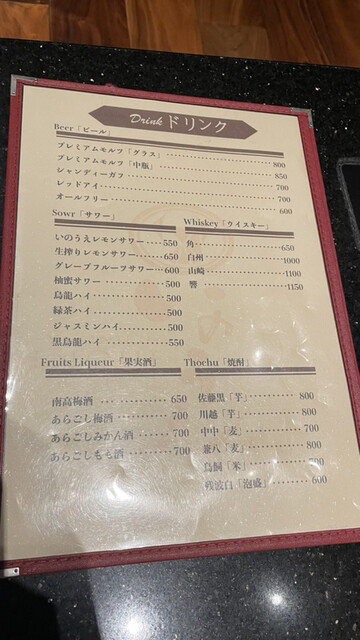 Drink ドリンク
Beer「ビール」
プレミアムモルツ「グラス」 800
プレミアムモルツ「中瓶」 850
シャンディーガフ 700
レッドアイ 700
オールフリー 600
Sowr「サワー」
いのうえレモンサワー 550
生搾りレモンサワー 650
グレープフルーツサワー 600
柚蜜サワー 500
烏龍ハイ 500
緑茶ハイ 500
ジャスミンハイ 500
黒烏龍ハイ 550
Whiskey「ウイスキー」
角 650
白州 1000
山崎 1100
響 1150
Fruits Liqueur「果実酒」
南高梅酒 650
あらごし梅酒 700
あらごしみかん酒 700
あらごしもも酒 700
Thochu「焼酎」
佐藤黒「芋」 800
川越「芋」 800
中中「麦」 700
兼八「麦」 800
鳥飼「米」
残波白「泡盛」 600